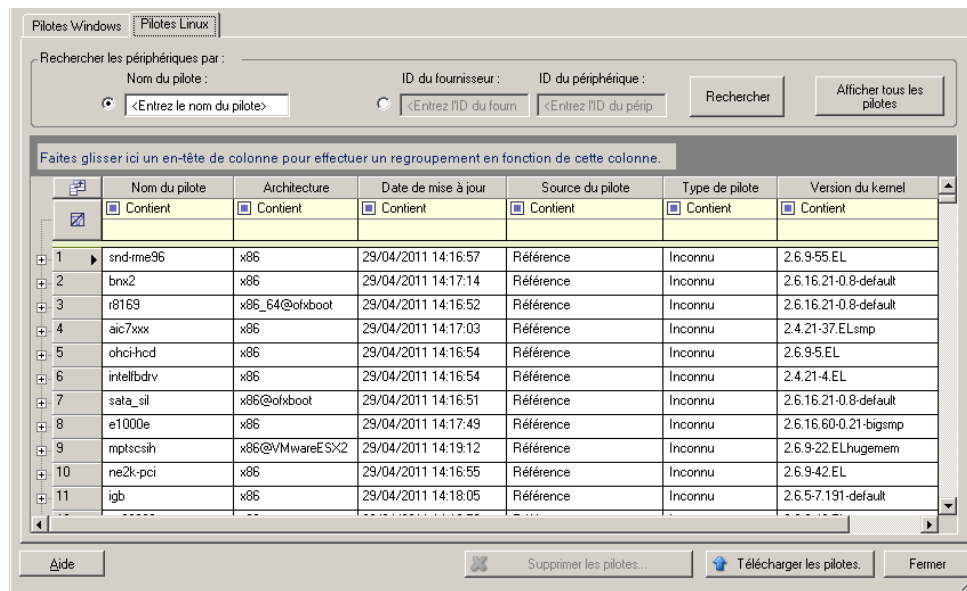 Pilotes Windows Pilotes Linux
Rechercher les périphériques par :
Nom du pilote : ID du fournisseur : ID du périphérique :
<Entrez le nom du pilote> <Entrez l'ID du fourn <Entrez l'ID du périp Rechercher Afficher tous les pilotes
Faites glisser ici un en-tête de colonne pour effectuer un regroupement en fonction de cette colonne.
Nom du pilote Architecture Date de mise à jour Source du pilote Type de pilote Version du kernel
Contient Contient Contient Contient Contient Contient
1 snd-rme96 x86 29/04/2011 14:16:57 Référence Inconnu 2.6.9-55.EL
2 bnx2 x86 29/04/2011 14:17:14 Référence Inconnu 2.6.16.21-0.8-default
3 r8169 x86_64@ofxboot 29/04/2011 14:16:52 Référence Inconnu 2.6.16.21-0.8-default
4 aic7xxx x86 29/04/2011 14:17:03 Référence Inconnu 2.4.21-37.ELsmp
5 ohci-hcd x86 29/04/2011 14:16:54 Référence Inconnu 2.6.9-5.EL
6 intelfbdrv x86 29/04/2011 14:16:54 Référence Inconnu 2.4.21-4.EL
7 sata_sil x86@ofxboot 29/04/2011 14:16:51 Référence Inconnu 2.6.16.21-0.8-default
8 e1000e x86 29/04/2011 14:17:49 Référence Inconnu 2.6.16.60-0.21-bigsmp
9 mptscsih x86@VMwareESX2 29/04/2011 14:19:12 Référence Inconnu 2.6.9-22.ELhugemem
10 ne2k-pci x86 29/04/2011 14:16:55 Référence Inconnu 2.6.9-42.EL
11 igb x86 29/04/2011 14:18:05 Référence Inconnu 2.6.5-7.191-default
Aide Supprimer les pilotes... Télécharger les pilotes. Fermer